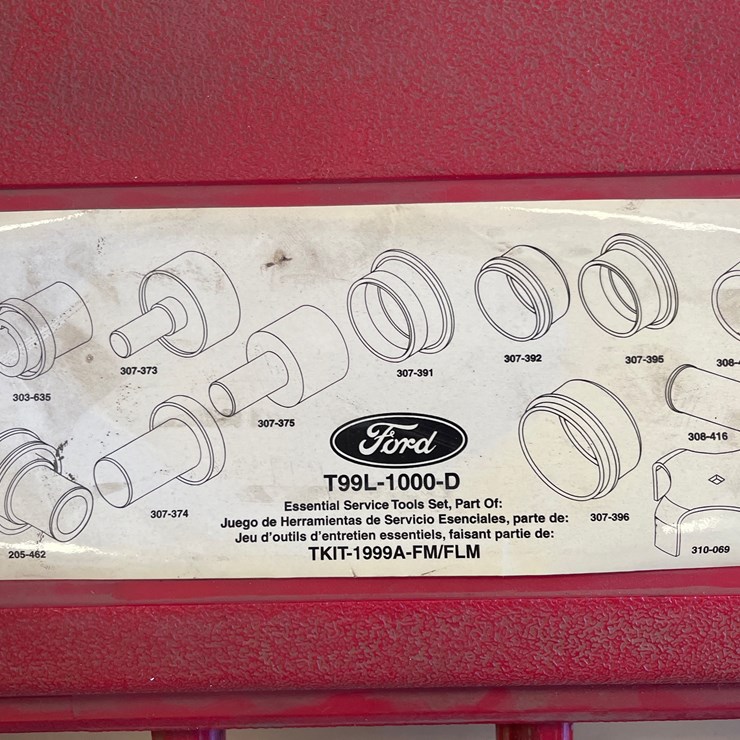 307-373
303-635
307-375
307-391
307-392
307-395
308-4
308-416
Ford
T99L-1000-D
Essential Service Tools Set, Part Of:
Juego de Herramientas de Servicio Esenciales, parte de:
Jeu d'outils d'entretien essentiels, faisant partie de:
TKIT-1999A-FM/FLM
307-374
307-396
205-462
310-069